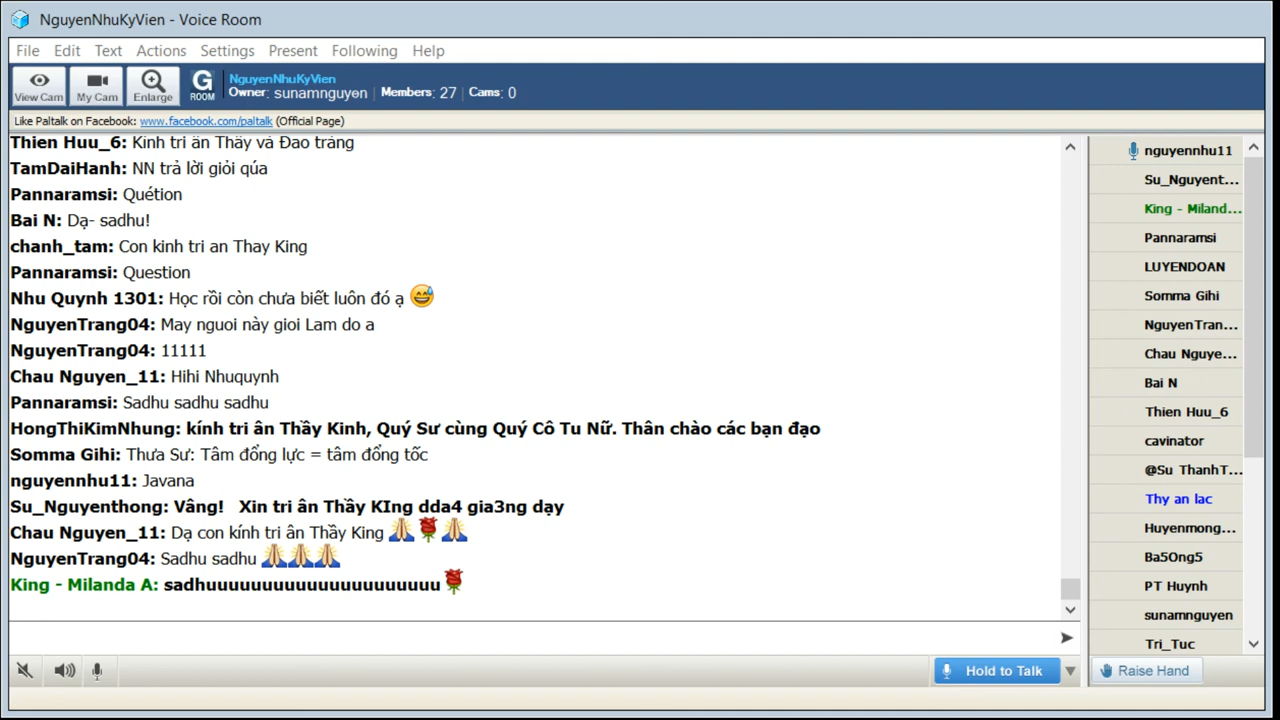 NguyenNhuKyVien - Voice Room
File Edit Text Actions Settings Present Following Help
View Cam My Cam Enlarge G ROOM
NguyenNhuKyVien
Owner: sunamnguyen | Members: 27 | Cams: 0
Like Paltalk on Facebook: www.facebook.com/paltalk (Official Page)
Thien Huu_6: Kinh tri ân Thầy và Đạo tràng
TamDaiHanh: NN trả lời giỏi qúa
Pannaramsi: Quétion
Bai N: Dạ- sadhu!
chanh_tam: Con kinh tri an Thay King
Pannaramsi: Question
Nhu Quynh 1301: Học rồi còn chưa biết luôn đó ạ 😅
NguyenTrang04: May nguoi này gioi Lam do a
NguyenTrang04: 11111
Chau Nguyen_11: Hihi Nhuquynh
Pannaramsi: Sadhu sadhu sadhu
HongThiKimNhung: kính tri ân Thầy Kinh, Quý Sư cùng Quý Cô Tu Nữ. Thân chào các bạn đạo
Somma Gihi: Thưa Sư: Tâm đổng lực = tâm đổng tốc
nguyennhu11: Javana
Su_Nguyenthong: Vâng! Xin tri ân Thầy KIng dda4 gia3ng dạy
Chau Nguyen_11: Dạ con kính tri ân Thầy King 🙏🌹🙏
NguyenTrang04: Sadhu sadhu 🙏🙏🙏
King - Milanda A: sadhuuuuuuuuuuuuuuuuuuuuuu🌹
Hold to Talk
nguyennhu11
Su_Nguyent...
King - Miland...
Pannaramsi
LUYENDOAN
Somma Gihi
NguyenTran...
Chau Nguye...
Bai N
Thien Huu_6
cavinator
@Su ThanhT...
Thy an lac
Huyenmong...
Ba5Ong5
PT Huynh
sunamnguyen
Tri_Tuc
Raise Hand